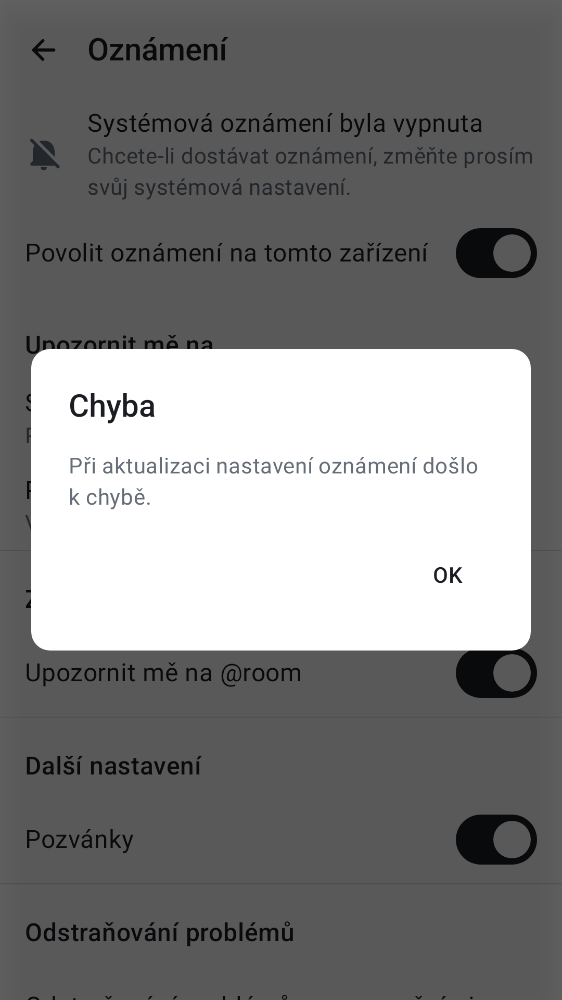 Oznámení
Systémová oznámení byla vypnuta
Chcete-li dostávat oznámení, změňte prosím
svůj systémová nastavení.
Povolit oznámení na tomto zařízení
Upozornit mě na
Chyba
Při aktualizaci nastavení oznámení došlo
k chybě.
OK
Upozornit mě na @room
Další nastavení
Pozvánky
Odstraňování problémů